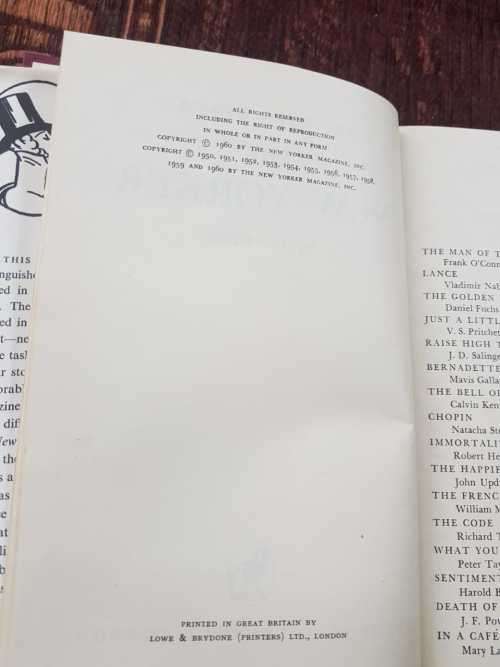 THIS
ed in
The
ed in
ALL RIGHTS RESERVED
INCLUDING THE RIGHT OF REPRODUCTION
IN WHOLE OR IN PART IN ANY FORM
COPYRIGHT © 1960 BY THE NEW YORKER MAGAZINE, INC.
COPYRIGHT © 1950, 1951, 1952, 1953, 1954, 1955, 1956, 1957, 1958,
1959 AND 1960 BY THE NEW YORKER MAGAZINE, INC.
PRINTED IN GREAT BRITAIN BY
LOWE & BRYDONE (PRINTERS) LTD., LONDON
THE MAN OF T
Frank O'Conn
LANCE
Vladimir Nab
THE GOLDEN
Daniel Fuchs
JUST A LITTL
V. S. Pritchet
RAISE HIGH T
J. D. Salinge
BERNADETTE
Mavis Galla
THE BELL OF
Calvin Ken
CHOPIN
Natacha St
IMMORTALI
Robert He
THE HAPPIE
John Upd
THE FRENC
William M
THE CODE
Richard T
WHAT YOU
Peter Tay
SENTIMENT
Harold B
DEATH OF
J. F. Pow
IN A CAFÉ
Mary La